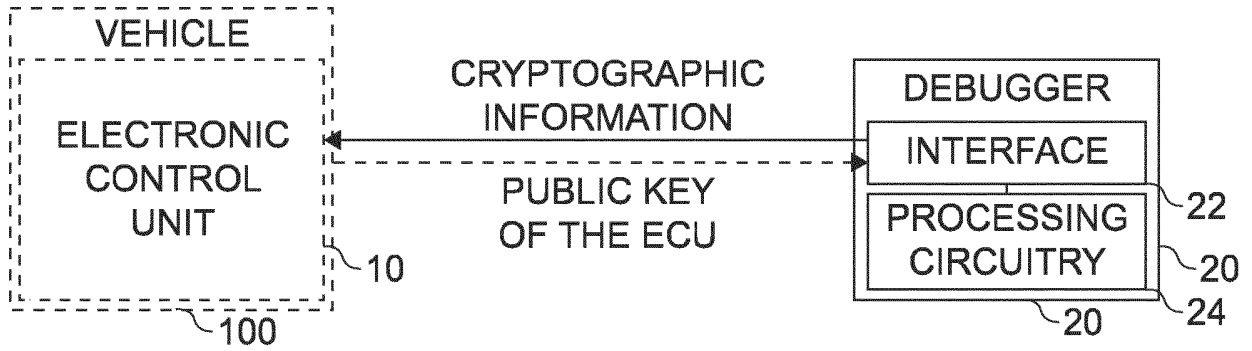 VEHICLE
ELECTRONIC
CONTROL
UNIT
10
100
CRYPTOGRAPHIC
INFORMATION
PUBLIC KEY
OF THE ECU
DEBUGGER
INTERFACE
22
PROCESSING
CIRCUITRY
20
24
20